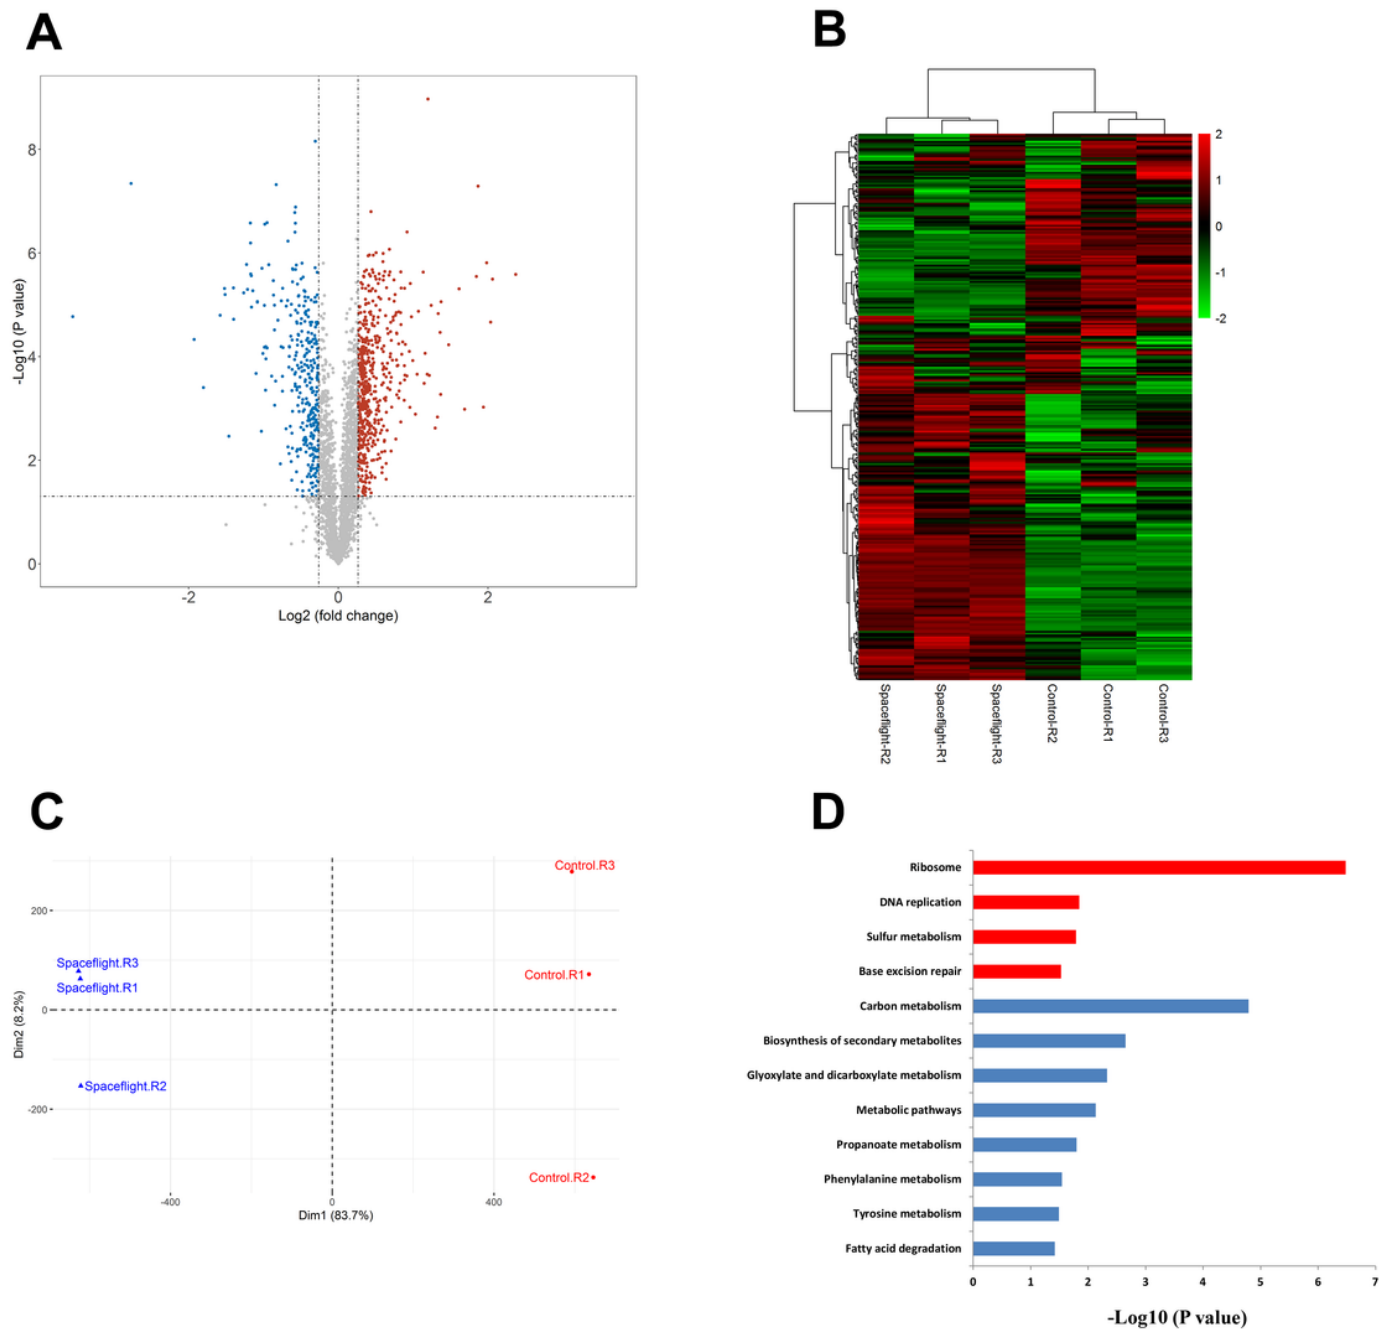 A
8
6
4
2
0
-Log10 (P value)
-2
0
2
Log2 (fold change)
B
2
1
0
-1
-2
Spaceflight-R2
Spaceflight-R1
Spaceflight-R3
Control-R2
Control-R1
Control-R3
C
Control.R3
200
Spaceflight.R3
Control.R1
Spaceflight.R1
0
Dim2 (8.2%)
Spaceflight.R2
-200
Control.R2
-400
0
400
Dim1 (83.7%)
D
Ribosome
DNA replication
Sulfur metabolism
Base excision repair
Carbon metabolism
Biosynthesis of secondary metabolites
Glyoxylate and dicarboxylate metabolism
Metabolic pathways
Propanoate metabolism
Phenylalanine metabolism
Tyrosine metabolism
Fatty acid degradation
0 1 2 3 4 5 6 7
-Log10 (P value)